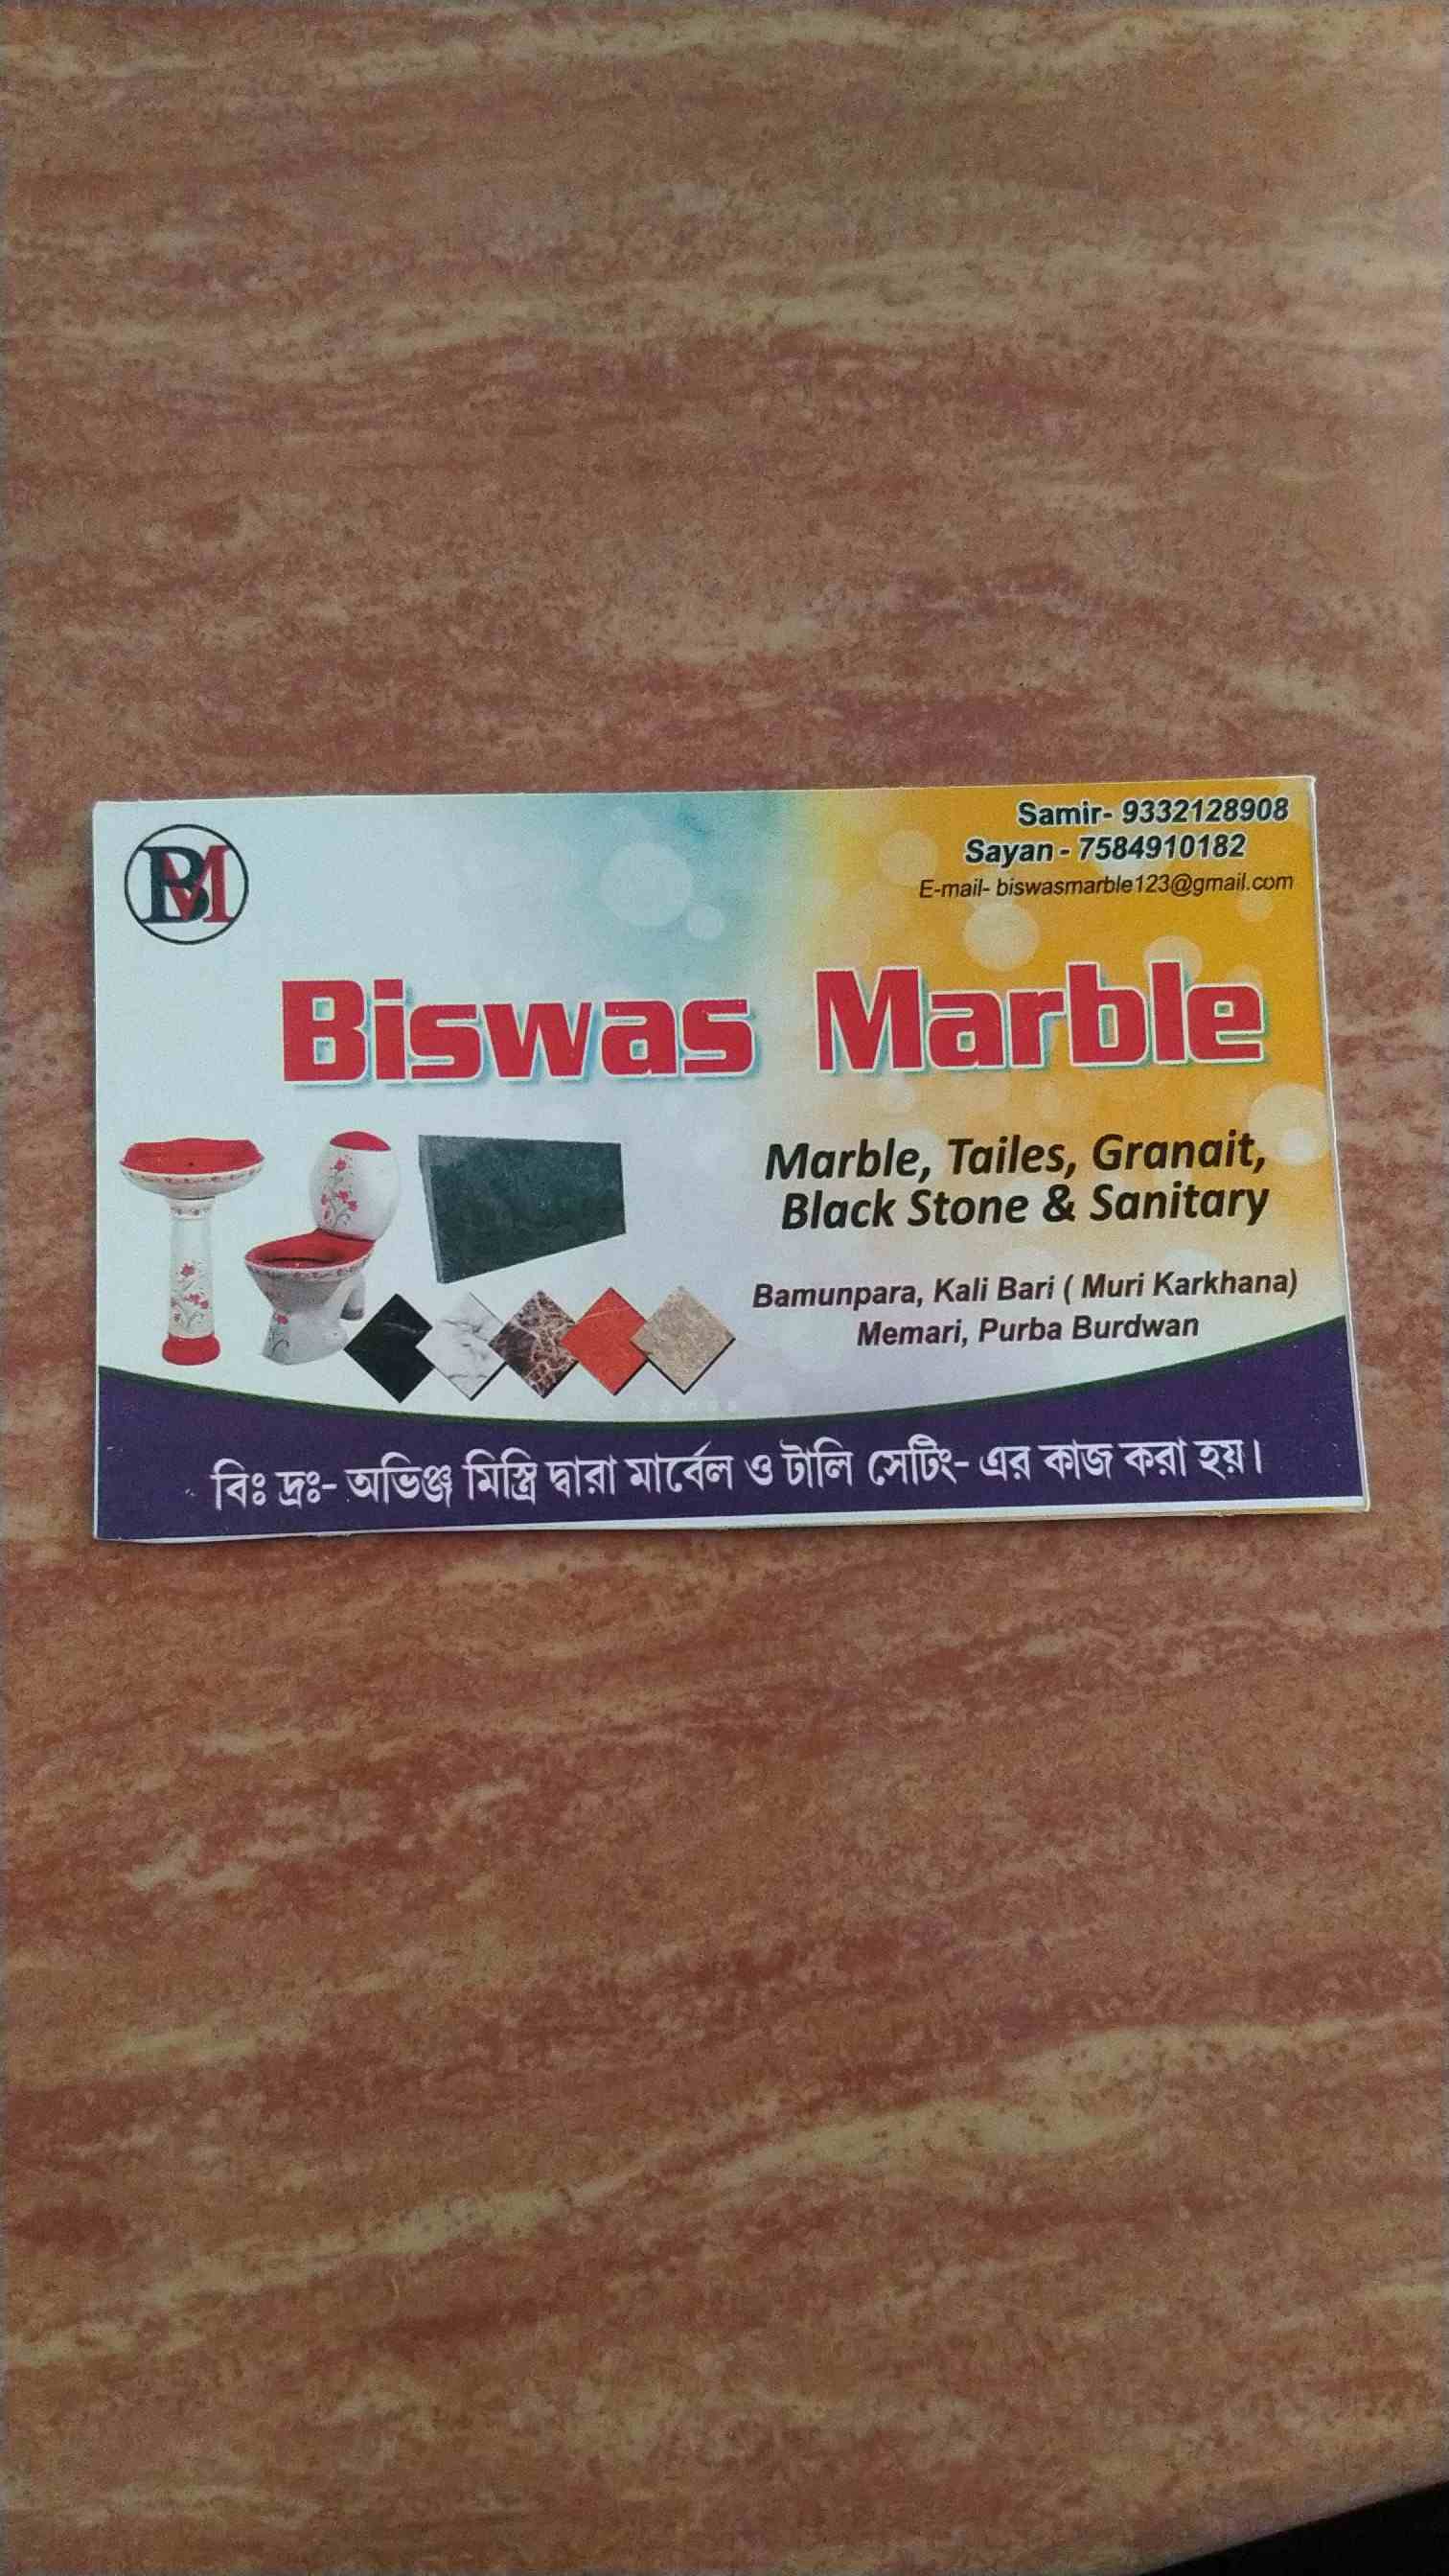 BM
Samir- 9332128908
Sayan - 7584910182
E-mail- biswasmarble123@gmail.com
Biswas Marble
Marble, Tailes, Granait,
Black Stone & Sanitary
Bamunpara, Kali Bari ( Muri Karkhana)
Memari, Purba Burdwan
বিঃ দ্রঃ- অভিঞ্জ মিস্ত্রি দ্বারা মার্বেল ও টালি সেটিং- এর কাজ করা হয়।